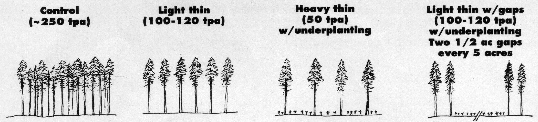 Control
(~250 tpa)
Light thin
(100-120 tpa)
Heavy thin
(50 tpa)
w/underplanting
Light thin w/gaps
(100-120 tpa)
w/underplanting
Two 1/2 ac gaps
every 5 acres